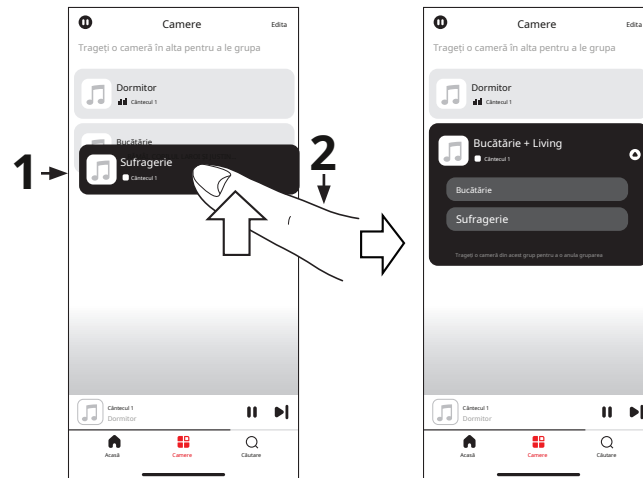 Camere
Edita
Trageți o cameră în alta pentru a le grupa
Dormitor
Cântecul 1
Bucătărie
Sufragerie
Cântecul 1
1
2
Cântecul 1
Dormitor
Acasă
Camere
Căutare
Camere
Edita
Trageți o cameră în alta pentru a le grupa
Dormitor
Cântecul 1
Bucătărie + Living
Cântecul 1
Bucătărie
Sufragerie
Trageți o cameră din acest grup pentru a o anula gruparea
Cântecul 1
Dormitor
Acasă
Camere
Căutare